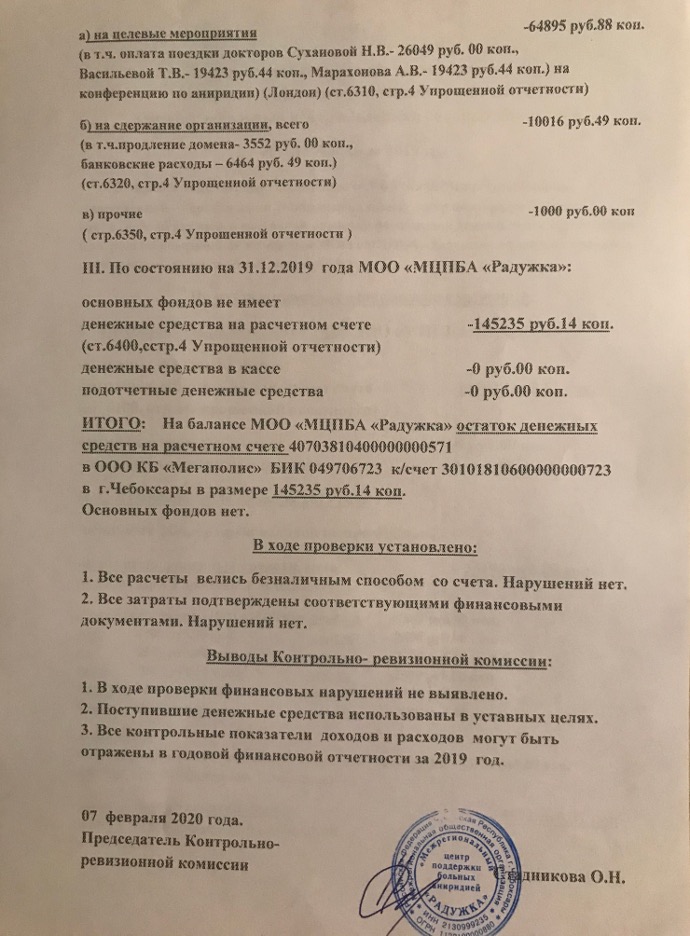 а) на целевые мероприятия -64895 руб.88 коп.
(в т.ч. оплата поездки докторов Сухановой Н.В.- 26049 руб. 00 коп.,
Васильевой Т.В.- 19423 руб.44 коп., Марахонова А.В.- 19423 руб.44 коп.) на
конференцию по аниридии) (Лондон) (ст.6310, стр.4 Упрощенной отчетности)
б) на сдержание организации, всего -10016 руб.49 коп.
(в т.ч.продление домена- 3552 руб. 00 коп.,
банковские расходы – 6464 руб. 49 коп.)
(ст.6320, стр.4 Упрощенной отчетности)
в) прочие -1000 руб.00 коп
( стр.6350, стр.4 Упрошенной отчетности )
III. По состоянию на 31.12.2019 года МОО «МЦПБА «Радужка»:
основных фондов не имеет
денежные средства на расчетном счете -145235 руб.14 коп.
(ст.6400,сстр.4 Упрощенной отчетности)
денежные средства в кассе -0 руб.00 коп.
подотчетные денежные средства -0 руб.00 коп.
ИТОГО: На балансе МОО «МЦПБА «Радужка» остаток денежных
средств на расчетном счете 40703810400000000571
в ООО КБ «Мегаполис» БИК 049706723 к/счет 30101810600000000723
в г.Чебоксары в размере 145235 руб.14 коп.
Основных фондов нет.
В ходе проверки установлено:
1. Все расчеты велись безналичным способом со счета. Нарушений нет.
2. Все затраты подтверждены соответствующими финансовыми
документами. Нарушений нет.
Выводы Контрольно- ревизионной комиссии:
1. В ходе проверки финансовых нарушений не выявлено.
2. Поступившие денежные средства использованы в уставных целях.
3. Все контрольные показатели доходов и расходов могут быть
отражены в годовой финансовой отчетности за 2019 год.
07 февраля 2020 года.
Председатель Контрольно-
ревизионной комиссии
Стадникова О.Н.
Межрегиональная общественная организация
«Межрегиональный
центр
поддержки
больных
аниридией
«РАДУЖКА»
ИНН 2130999235